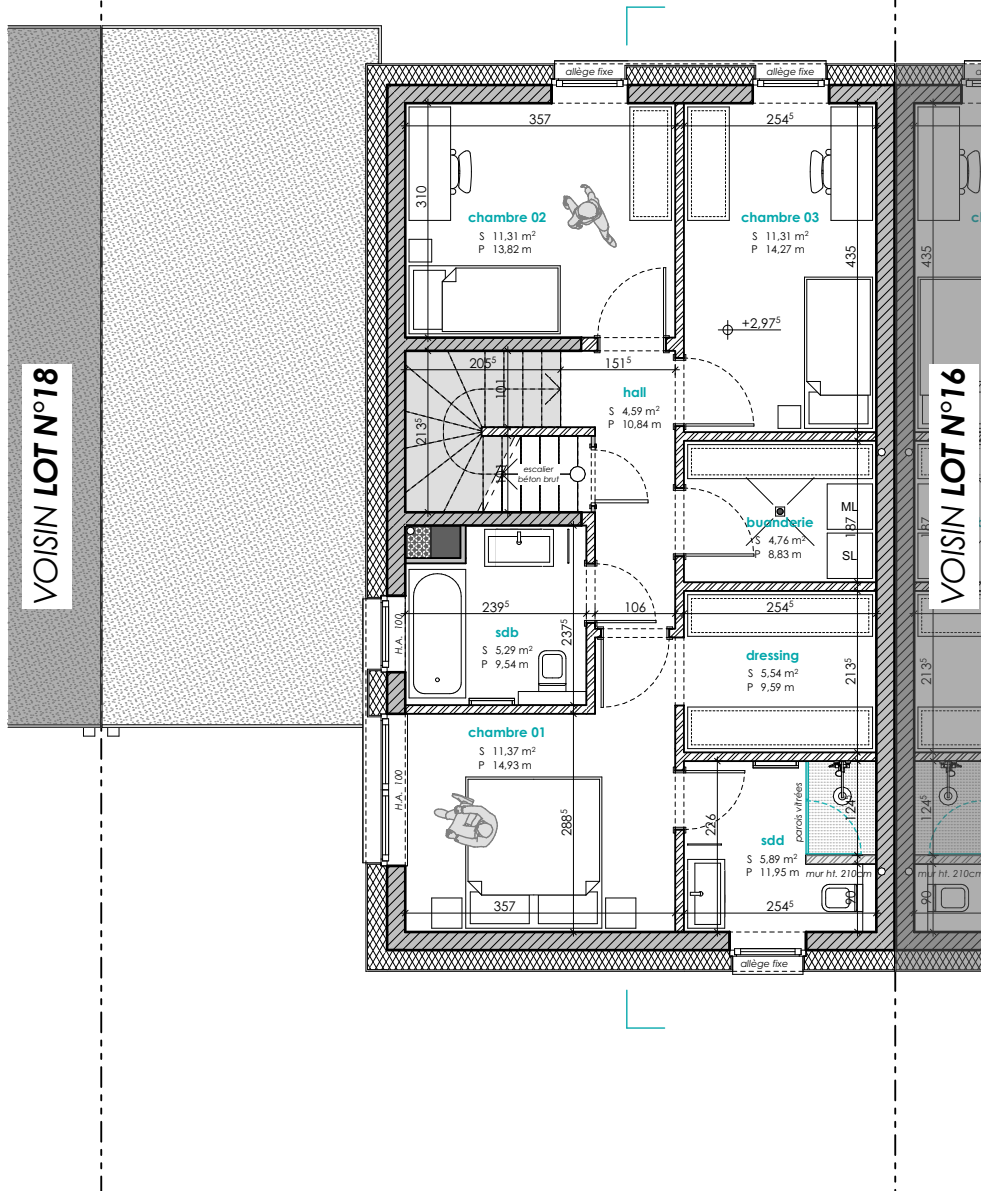 allège fixe
allège fixe
357
254⁵
310
chambre 02
S 11,31 m²
P 13,82 m
chambre 03
S 11,31 m²
P 14,27 m
435
435
+2,97⁵
205⁵
151⁵
101
213⁵
hall
S 4,59 m²
P 10,84 m
escalier
béton brut
VOISIN LOT N°18
VOISIN LOT N°16
buanderie
S 4,76 m²
P 8,83 m
ML
SL
187
187
H.A. 100
239⁵
106
254⁵
237⁵
sdb
S 5,29 m²
P 9,54 m
dressing
S 5,54 m²
P 9,59 m
213⁵
213⁵
chambre 01
S 11,37 m²
P 14,93 m
H.A. 100
288⁵
226
parois vitrées
124⁵
124⁵
sdd
S 5,89 m²
P 11,95 m
mur ht. 210cm
mur ht. 210cm
90
90
357
254⁵
allège fixe